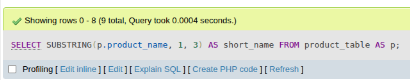 Showing rows 0 - 8 (9 total, Query took 0.0004 seconds.)
SELECT SUBSTRING(p.product_name, 1, 3) AS short_name FROM product_table AS p;
Profiling [ Edit inline ] [ Edit ] [ Explain SQL ] [ Create PHP code ] [ Refresh ]